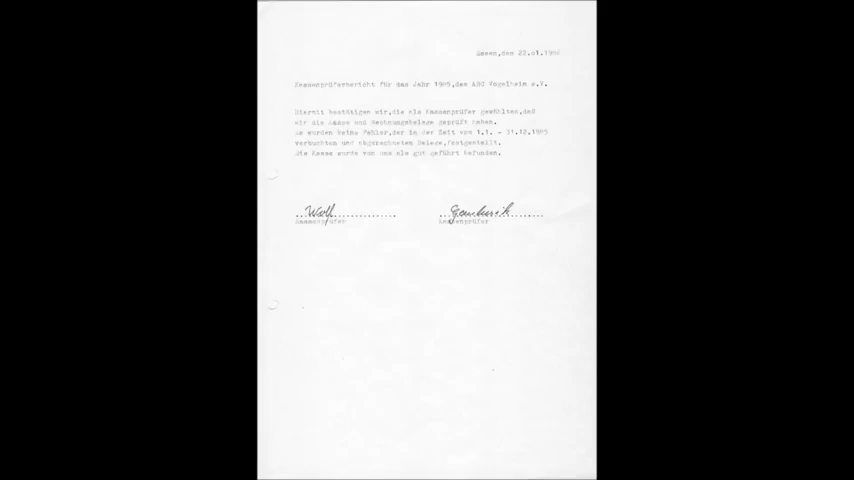 Essen,den 22.01.1986
Kassenprüferbericht für das Jahr 1985,des ASC Vogelheim e.V.
Hiermit bestätigen wir,die als Kassenprüfer gewählten,daß
wir die Kasse und Rechnungsbelege geprüft haben.
Es wurden keine Fehler,der in der Zeit vom 1.1. - 31.12.1985
verbuchten und abgerechneten Belege,festgestellt.
Die Kasse wurde von uns als gut geführt befunden.
Wolf
Kassenprüfer
Kassenprüfer